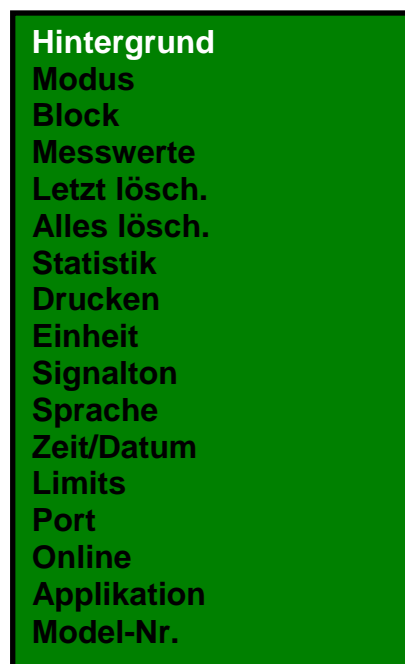 Hintergrund
Modus
Block
Messwerte
Letzt lösch.
Alles lösch.
Statistik
Drucken
Einheit
Signalton
Sprache
Zeit/Datum
Limits
Port
Online
Applikation
Model-Nr.